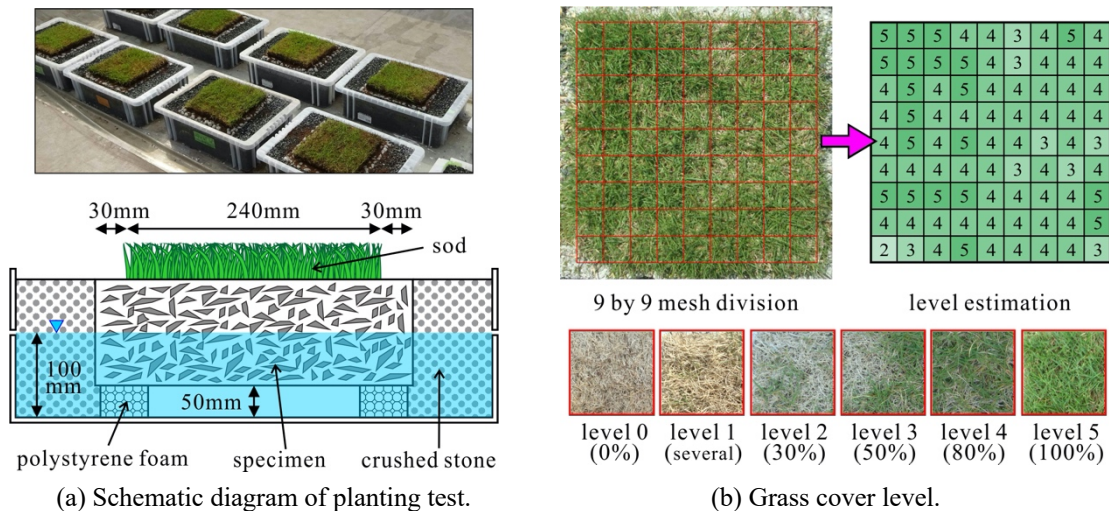 30mm 240mm 30mm
sod
100
mm
50mm
polystyrene foam specimen crushed stone
(a) Schematic diagram of planting test.
5 5 5 4 4 3 4 5 4
5 5 5 5 4 3 4 4 4
4 5 4 5 4 4 4 4 4
4 5 4 4 4 4 4 4 4
4 5 4 5 4 4 3 4 3
4 4 4 4 4 3 4 3 4
5 5 5 5 4 4 4 4 5
4 4 4 4 4 4 4 4 5
2 3 4 5 4 4 4 4 3
9 by 9 mesh division level estimation
level 0 level 1 level 2 level 3 level 4 level 5
(0%) (several) (30%) (50%) (80%) (100%)
(b) Grass cover level.